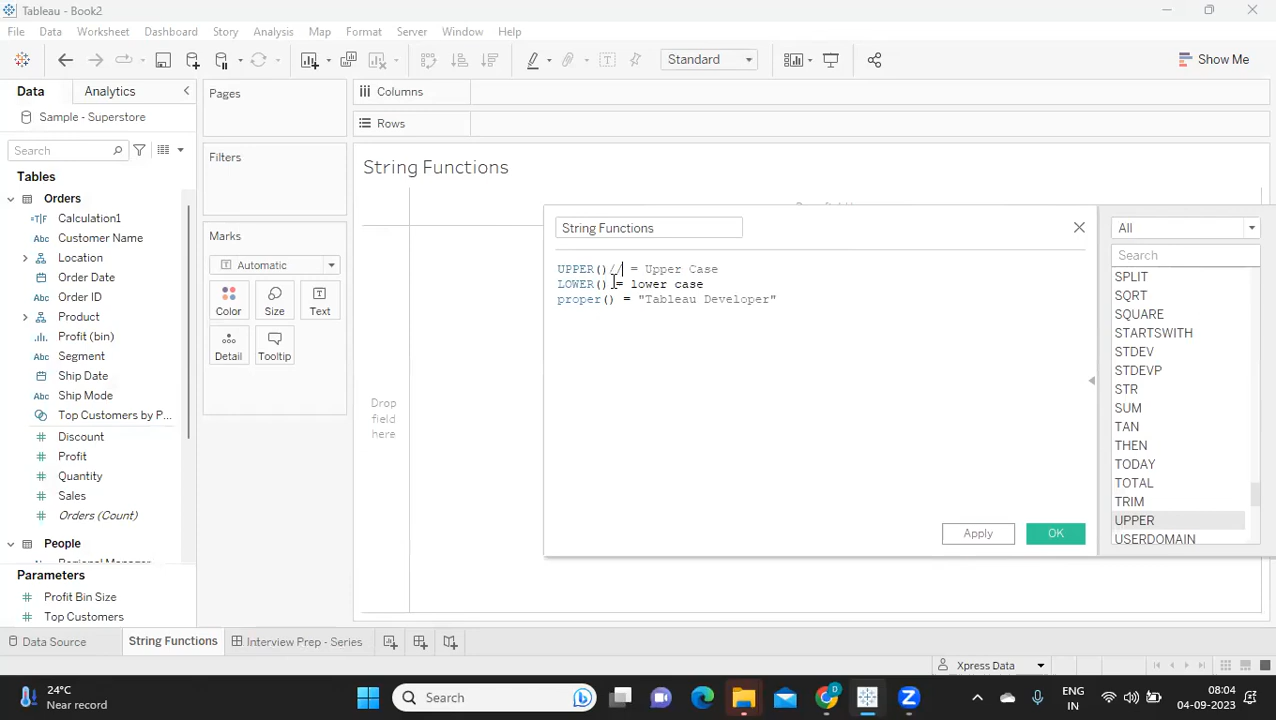 Tableau - Book2
File Data Worksheet Dashboard Story Analysis Map Format Server Window Help
Standard
Show Me
Data Analytics
Sample - Superstore
Search
Tables
Orders
=T|F Calculation1
Abc Customer Name
Location
Order Date
Abc Order ID
Product
Profit (bin)
Abc Segment
Ship Date
Abc Ship Mode
Top Customers by P...
# Discount
# Profit
# Quantity
# Sales
# Orders (Count)
People
Parameters
# Profit Bin Size
# Top Customers
Pages
Filters
Marks
Automatic
Color Size Text
Detail Tooltip
Columns
Rows
String Functions
Drop
field
here
String Functions
UPPER()// = Upper Case
LOWER() = lower case
proper() = "Tableau Developer"
Apply OK
All
Search
SPLIT
SQRT
SQUARE
STARTSWITH
STDEV
STDEVP
STR
SUM
TAN
THEN
TODAY
TOTAL
TRIM
UPPER
USERDOMAIN
Data Source String Functions Interview Prep - Series
Xpress Data
24°C
Near record
Search
ENG
IN
08:04
04-09-2023